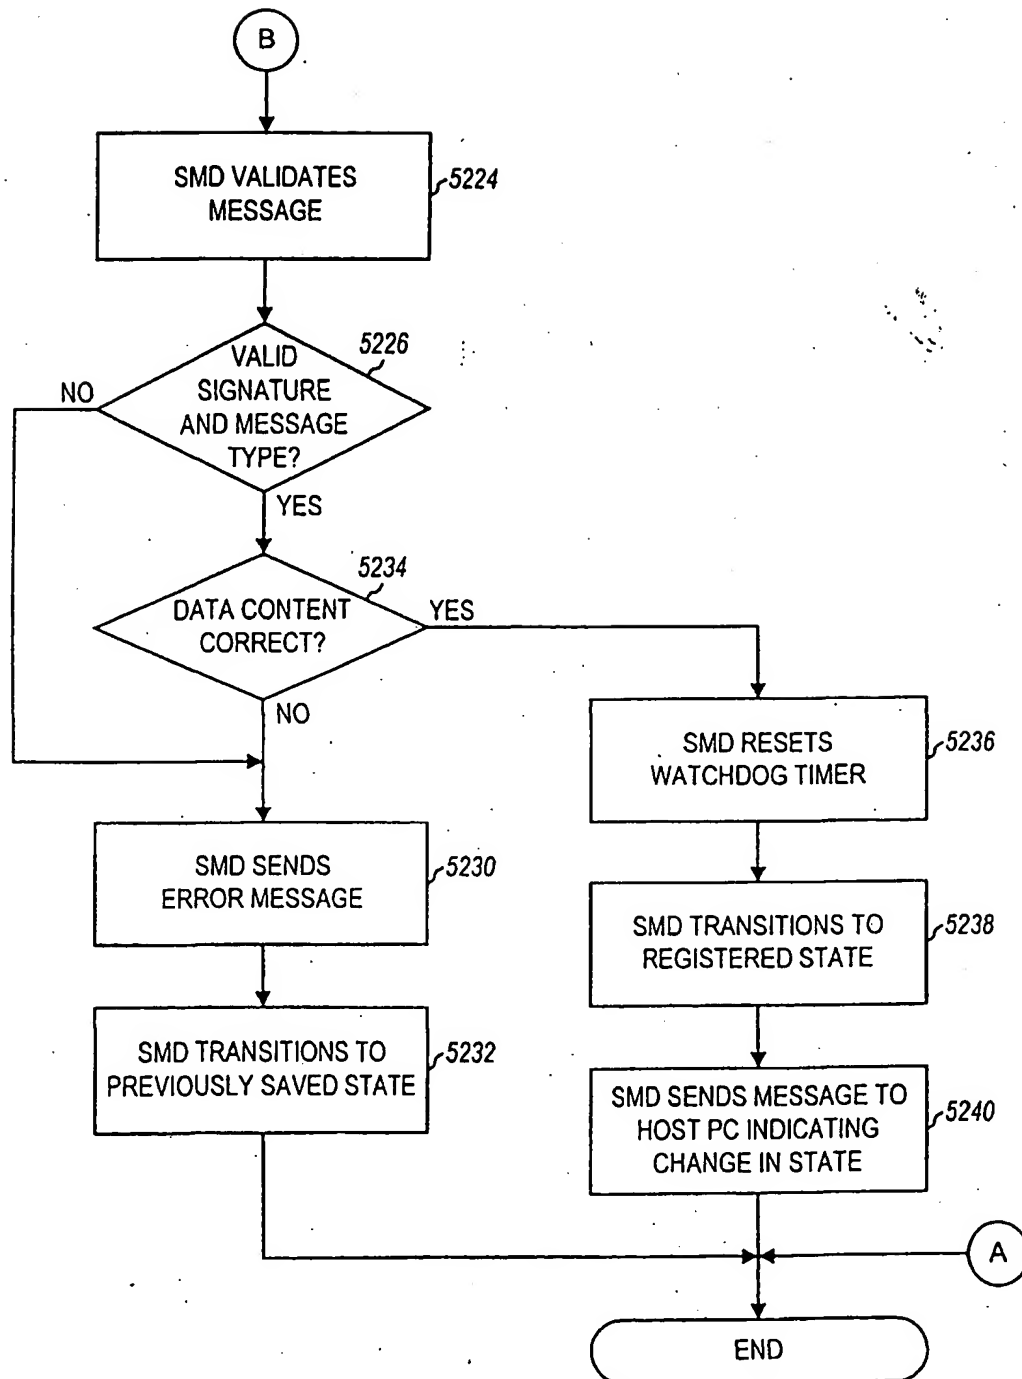 B
SMD VALIDATES
MESSAGE
5224
5226
VALID
SIGNATURE
AND MESSAGE
TYPE?
NO
YES
5234
DATA CONTENT
CORRECT?
YES
NO
SMD RESETS
WATCHDOG TIMER
5236
SMD SENDS
ERROR MESSAGE
5230
SMD TRANSITIONS TO
REGISTERED STATE
5238
SMD TRANSITIONS TO
PREVIOUSLY SAVED STATE
5232
SMD SENDS MESSAGE TO
HOST PC INDICATING
CHANGE IN STATE
5240
A
END